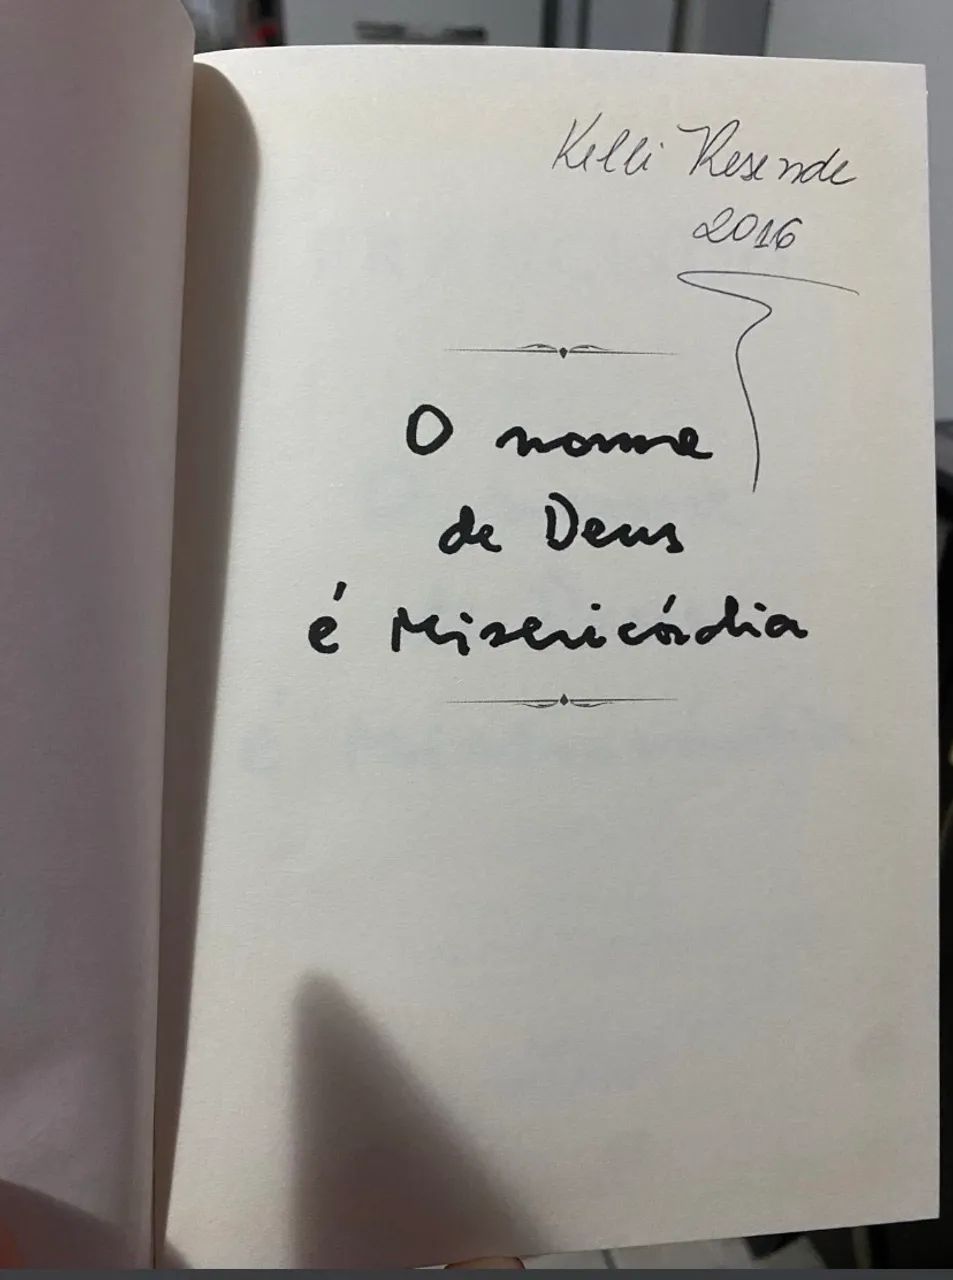 Kelli Resende
2016
O nome
de Deus
é Misericórdia